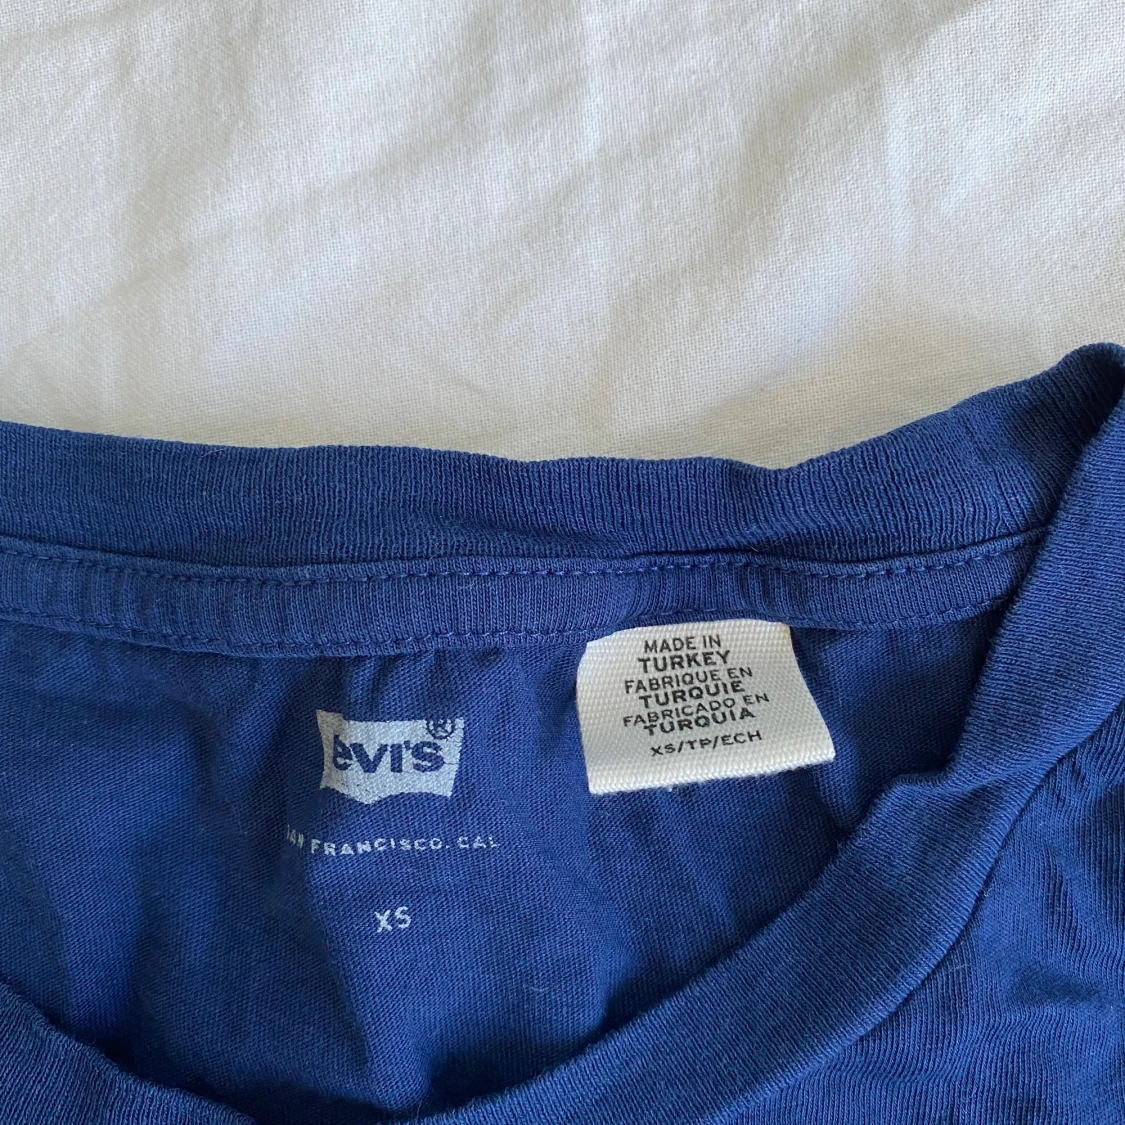 MADE IN
TURKEY
FABRIQUE EN
TURQUIE
FABRICADO EN
TURQUIA
XS/TP/ECH
evi's®
FRANCISCO. CAL
XS